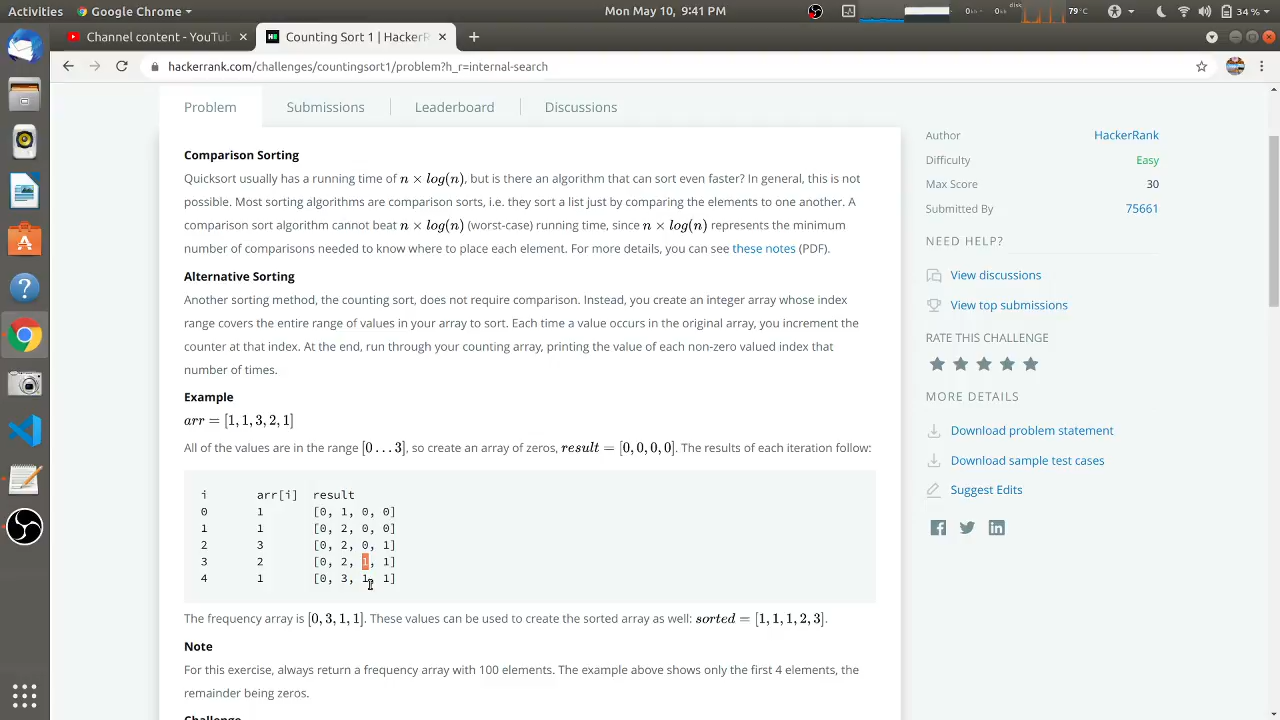 Activities
Google Chrome
Mon May 10, 9:41 PM
79°C
34 %
Channel content - YouTub
Counting Sort 1 | HackerR
hackerrank.com/challenges/countingsort1/problem?h_r=internal-search
Problem Submissions Leaderboard Discussions
Comparison Sorting
Quicksort usually has a running time of n × log(n), but is there an algorithm that can sort even faster? In general, this is not
possible. Most sorting algorithms are comparison sorts, i.e. they sort a list just by comparing the elements to one another. A
comparison sort algorithm cannot beat n × log(n) (worst-case) running time, since n × log(n) represents the minimum
number of comparisons needed to know where to place each element. For more details, you can see these notes (PDF).
Alternative Sorting
Another sorting method, the counting sort, does not require comparison. Instead, you create an integer array whose index
range covers the entire range of values in your array to sort. Each time a value occurs in the original array, you increment the
counter at that index. At the end, run through your counting array, printing the value of each non-zero valued index that
number of times.
Example
arr = [1, 1, 3, 2, 1]
All of the values are in the range [0 . . . 3], so create an array of zeros, result = [0, 0, 0, 0]. The results of each iteration follow:
i arr[i] result
0 1 [0, 1, 0, 0]
1 1 [0, 2, 0, 0]
2 3 [0, 2, 0, 1]
3 2 [0, 2, 1, 1]
4 1 [0, 3, 1, 1]
The frequency array is [0, 3, 1, 1]. These values can be used to create the sorted array as well: sorted = [1, 1, 1, 2, 3].
Note
For this exercise, always return a frequency array with 100 elements. The example above shows only the first 4 elements, the
remainder being zeros.
Author HackerRank
Difficulty Easy
Max Score 30
Submitted By 75661
NEED HELP?
View discussions
View top submissions
RATE THIS CHALLENGE
MORE DETAILS
Download problem statement
Download sample test cases
Suggest Edits